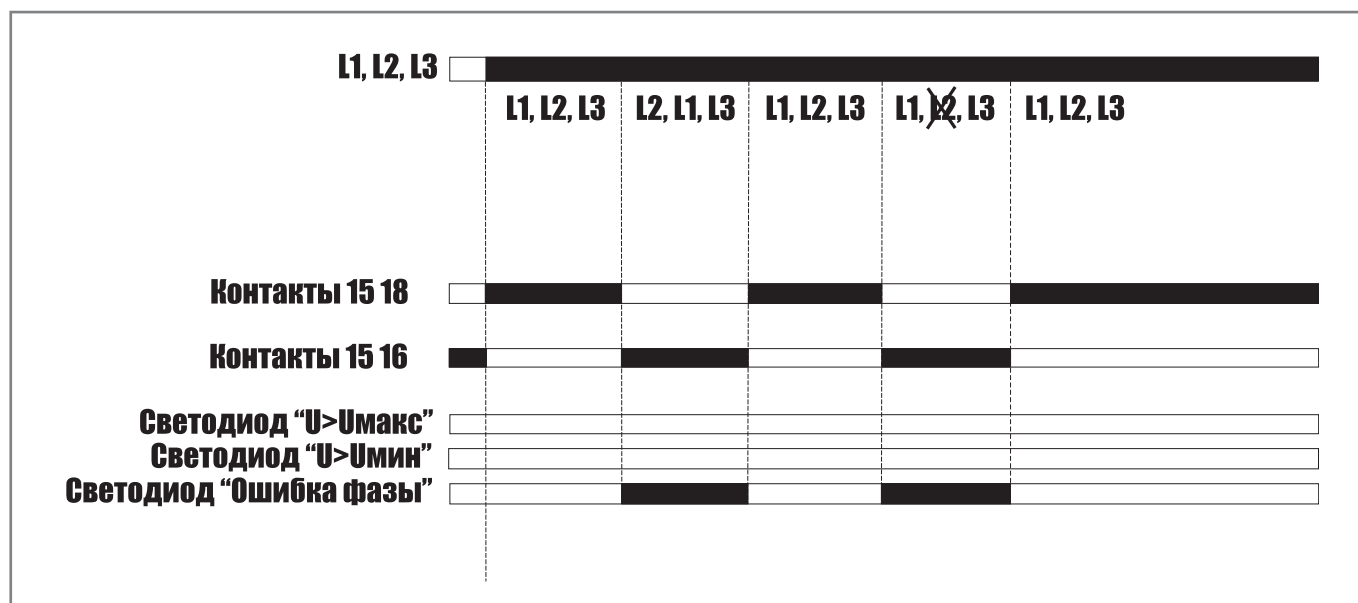 L1, L2, L3
L1, L2, L3 L2, L1, L3 L1, L2, L3 L1, L2, L3 L1, L2, L3
Контакты 15 18
Контакты 15 16
Светодиод “U>Uмакс”
Светодиод “U>Uмин”
Светодиод “Ошибка фазы”